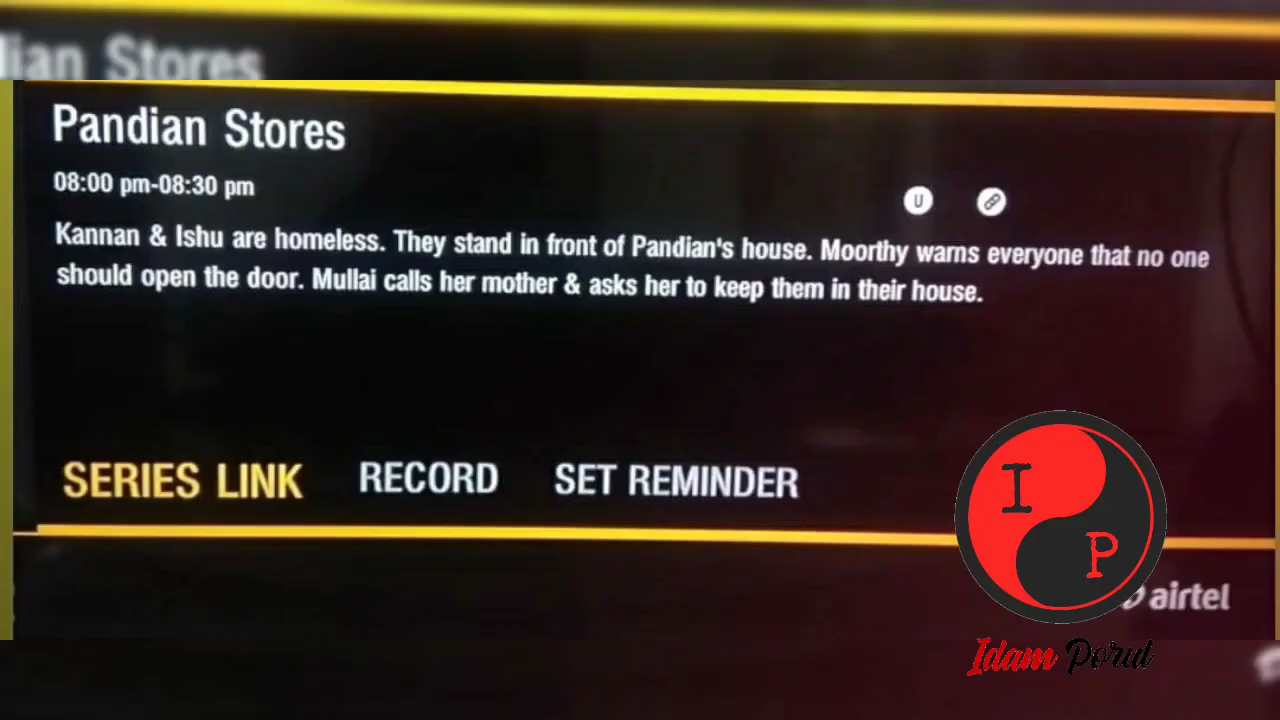 dian Stores
Pandian Stores
08:00 pm-08:30 pm
U
Kannan & Ishu are homeless. They stand in front of Pandian's house. Moorthy warns everyone that no one
should open the door. Mullai calls her mother & asks her to keep them in their house.
SERIES LINK RECORD SET REMINDER
I
P
airtel
Idam Porul